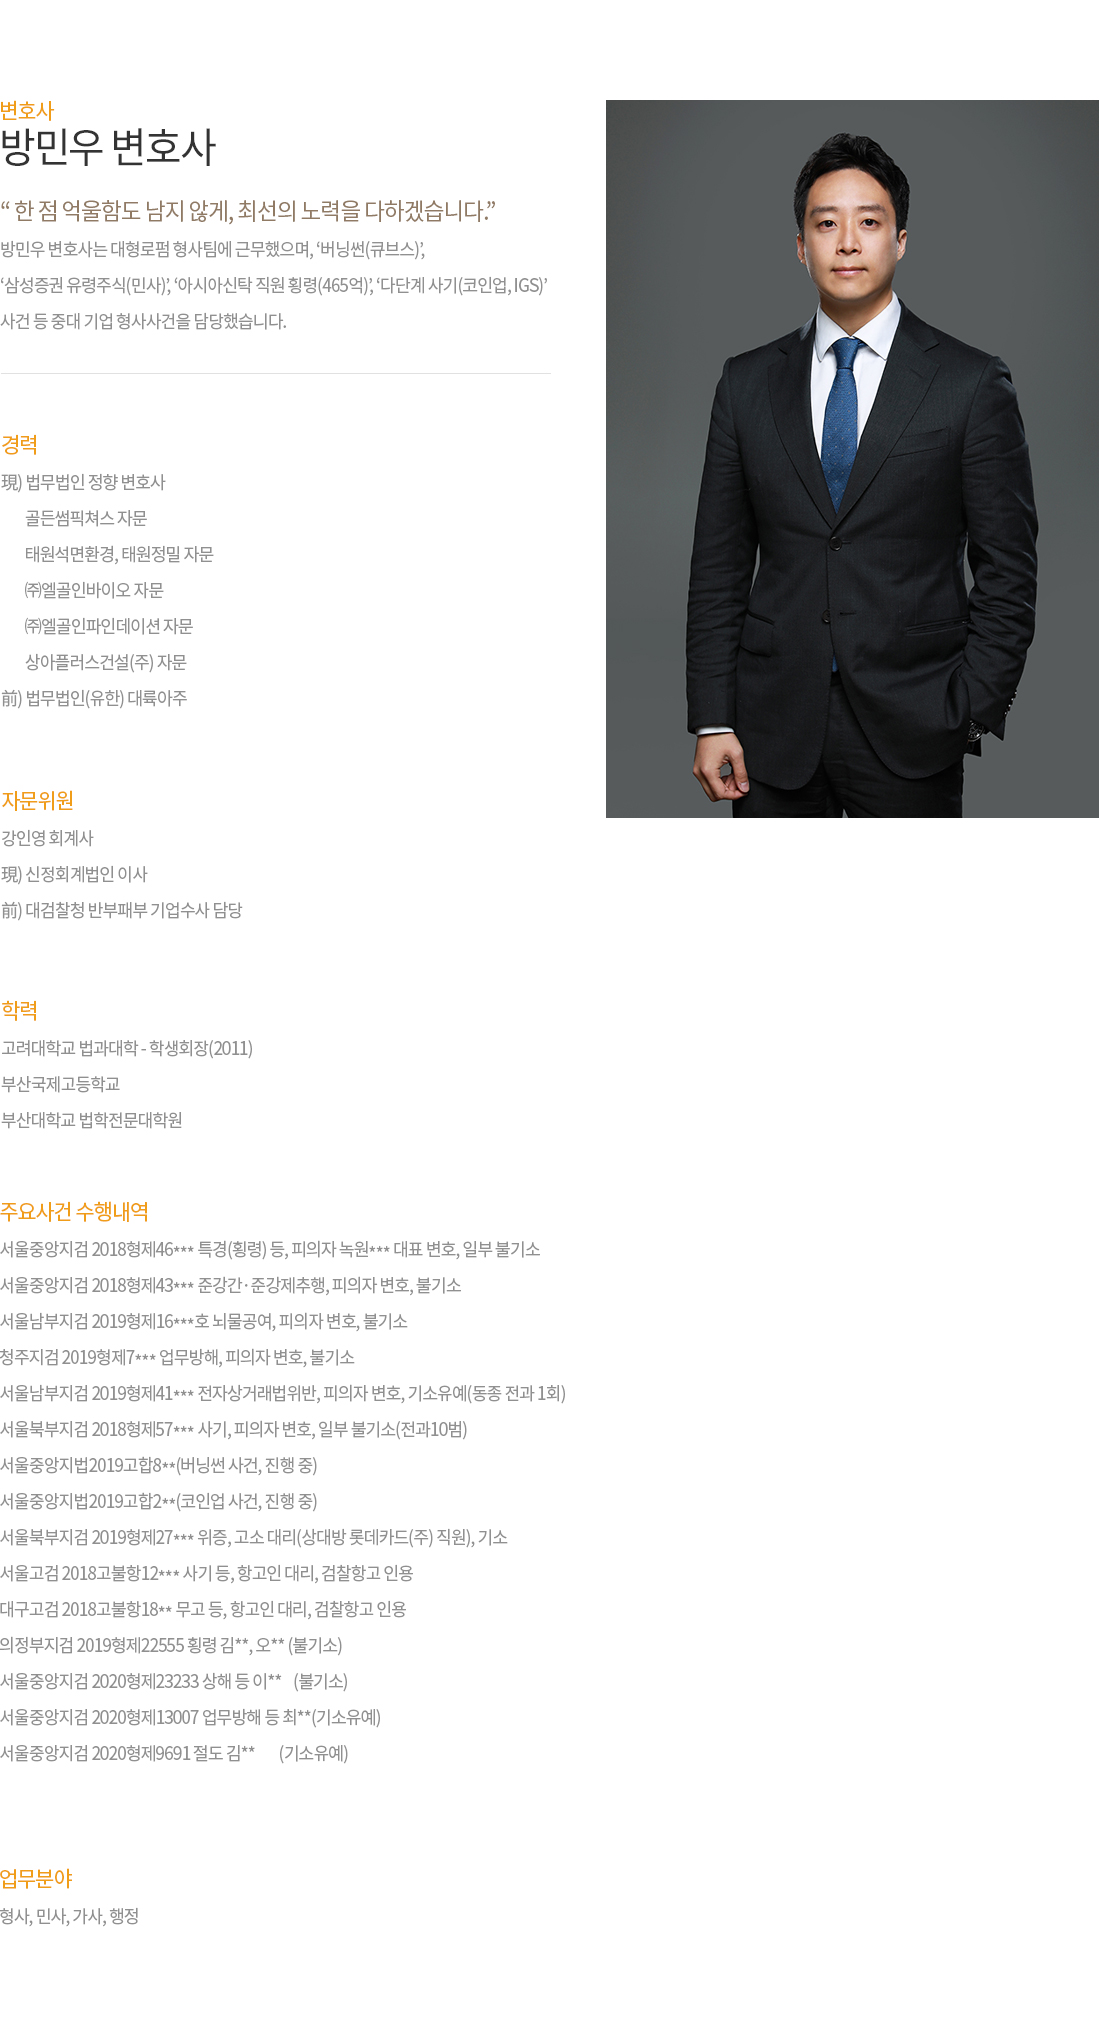 변호사
방민우 변호사
“ 한 점 억울함도 남지 않게, 최선의 노력을 다하겠습니다.”
방민우 변호사는 대형로펌 형사팀에 근무했으며, ‘버닝썬(큐브스)’,
‘삼성증권 유령주식(민사)’, ‘아시아신탁 직원 횡령(465억)’, ‘다단계 사기(코인업, IGS)’
사건 등 중대 기업 형사사건을 담당했습니다.
경력
現) 법무법인 정향 변호사
골든썸픽쳐스 자문
태원석면환경, 태원정밀 자문
㈜엘골인바이오 자문
㈜엘골인파인데이션 자문
상아플러스건설(주) 자문
前) 법무법인(유한) 대륙아주
자문위원
강인영 회계사
現) 신정회계법인 이사
前) 대검찰청 반부패부 기업수사 담당
학력
고려대학교 법과대학 - 학생회장(2011)
부산국제고등학교
부산대학교 법학전문대학원
주요사건 수행내역
서울중앙지검 2018형제46*** 특경(횡령) 등, 피의자 녹원*** 대표 변호, 일부 불기소
서울중앙지검 2018형제43*** 준강간·준강제추행, 피의자 변호, 불기소
서울남부지검 2019형제16***호 뇌물공여, 피의자 변호, 불기소
청주지검 2019형제7*** 업무방해, 피의자 변호, 불기소
서울남부지검 2019형제41*** 전자상거래법위반, 피의자 변호, 기소유예(동종 전과 1회)
서울북부지검 2018형제57*** 사기, 피의자 변호, 일부 불기소(전과10범)
서울중앙지법2019고합8**(버닝썬 사건, 진행 중)
서울중앙지법2019고합2**(코인업 사건, 진행 중)
서울북부지검 2019형제27*** 위증, 고소 대리(상대방 롯데카드(주) 직원), 기소
서울고검 2018고불항12*** 사기 등, 항고인 대리, 검찰항고 인용
대구고검 2018고불항18** 무고 등, 항고인 대리, 검찰항고 인용
의정부지검 2019형제22555 횡령 김**, 오** (불기소)
서울중앙지검 2020형제23233 상해 등 이** (불기소)
서울중앙지검 2020형제13007 업무방해 등 최**(기소유예)
서울중앙지검 2020형제9691 절도 김** (기소유예)
업무분야
형사, 민사, 가사, 행정